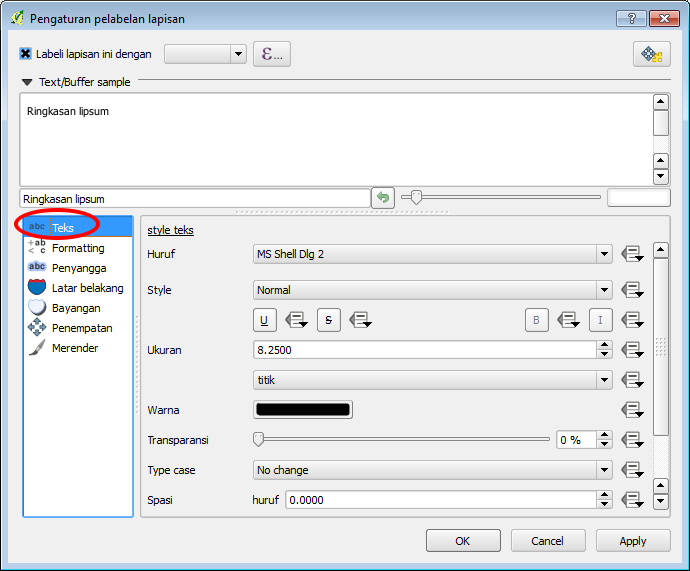 Pengaturan pelabelan lapisan
Labeli lapisan ini dengan
ε...
Text/Buffer sample
Ringkasan lipsum
Ringkasan lipsum
abc Teks
+ab < c Formatting
abc Penyangga
Latar belakang
Bayangan
Penempatan
Merender
style teks
Huruf MS Shell Dlg 2
Style Normal
U S B I
Ukuran 8.2500
titik
Warna
Transparansi 0 %
Type case No change
Spasi huruf 0.0000
OK Cancel Apply